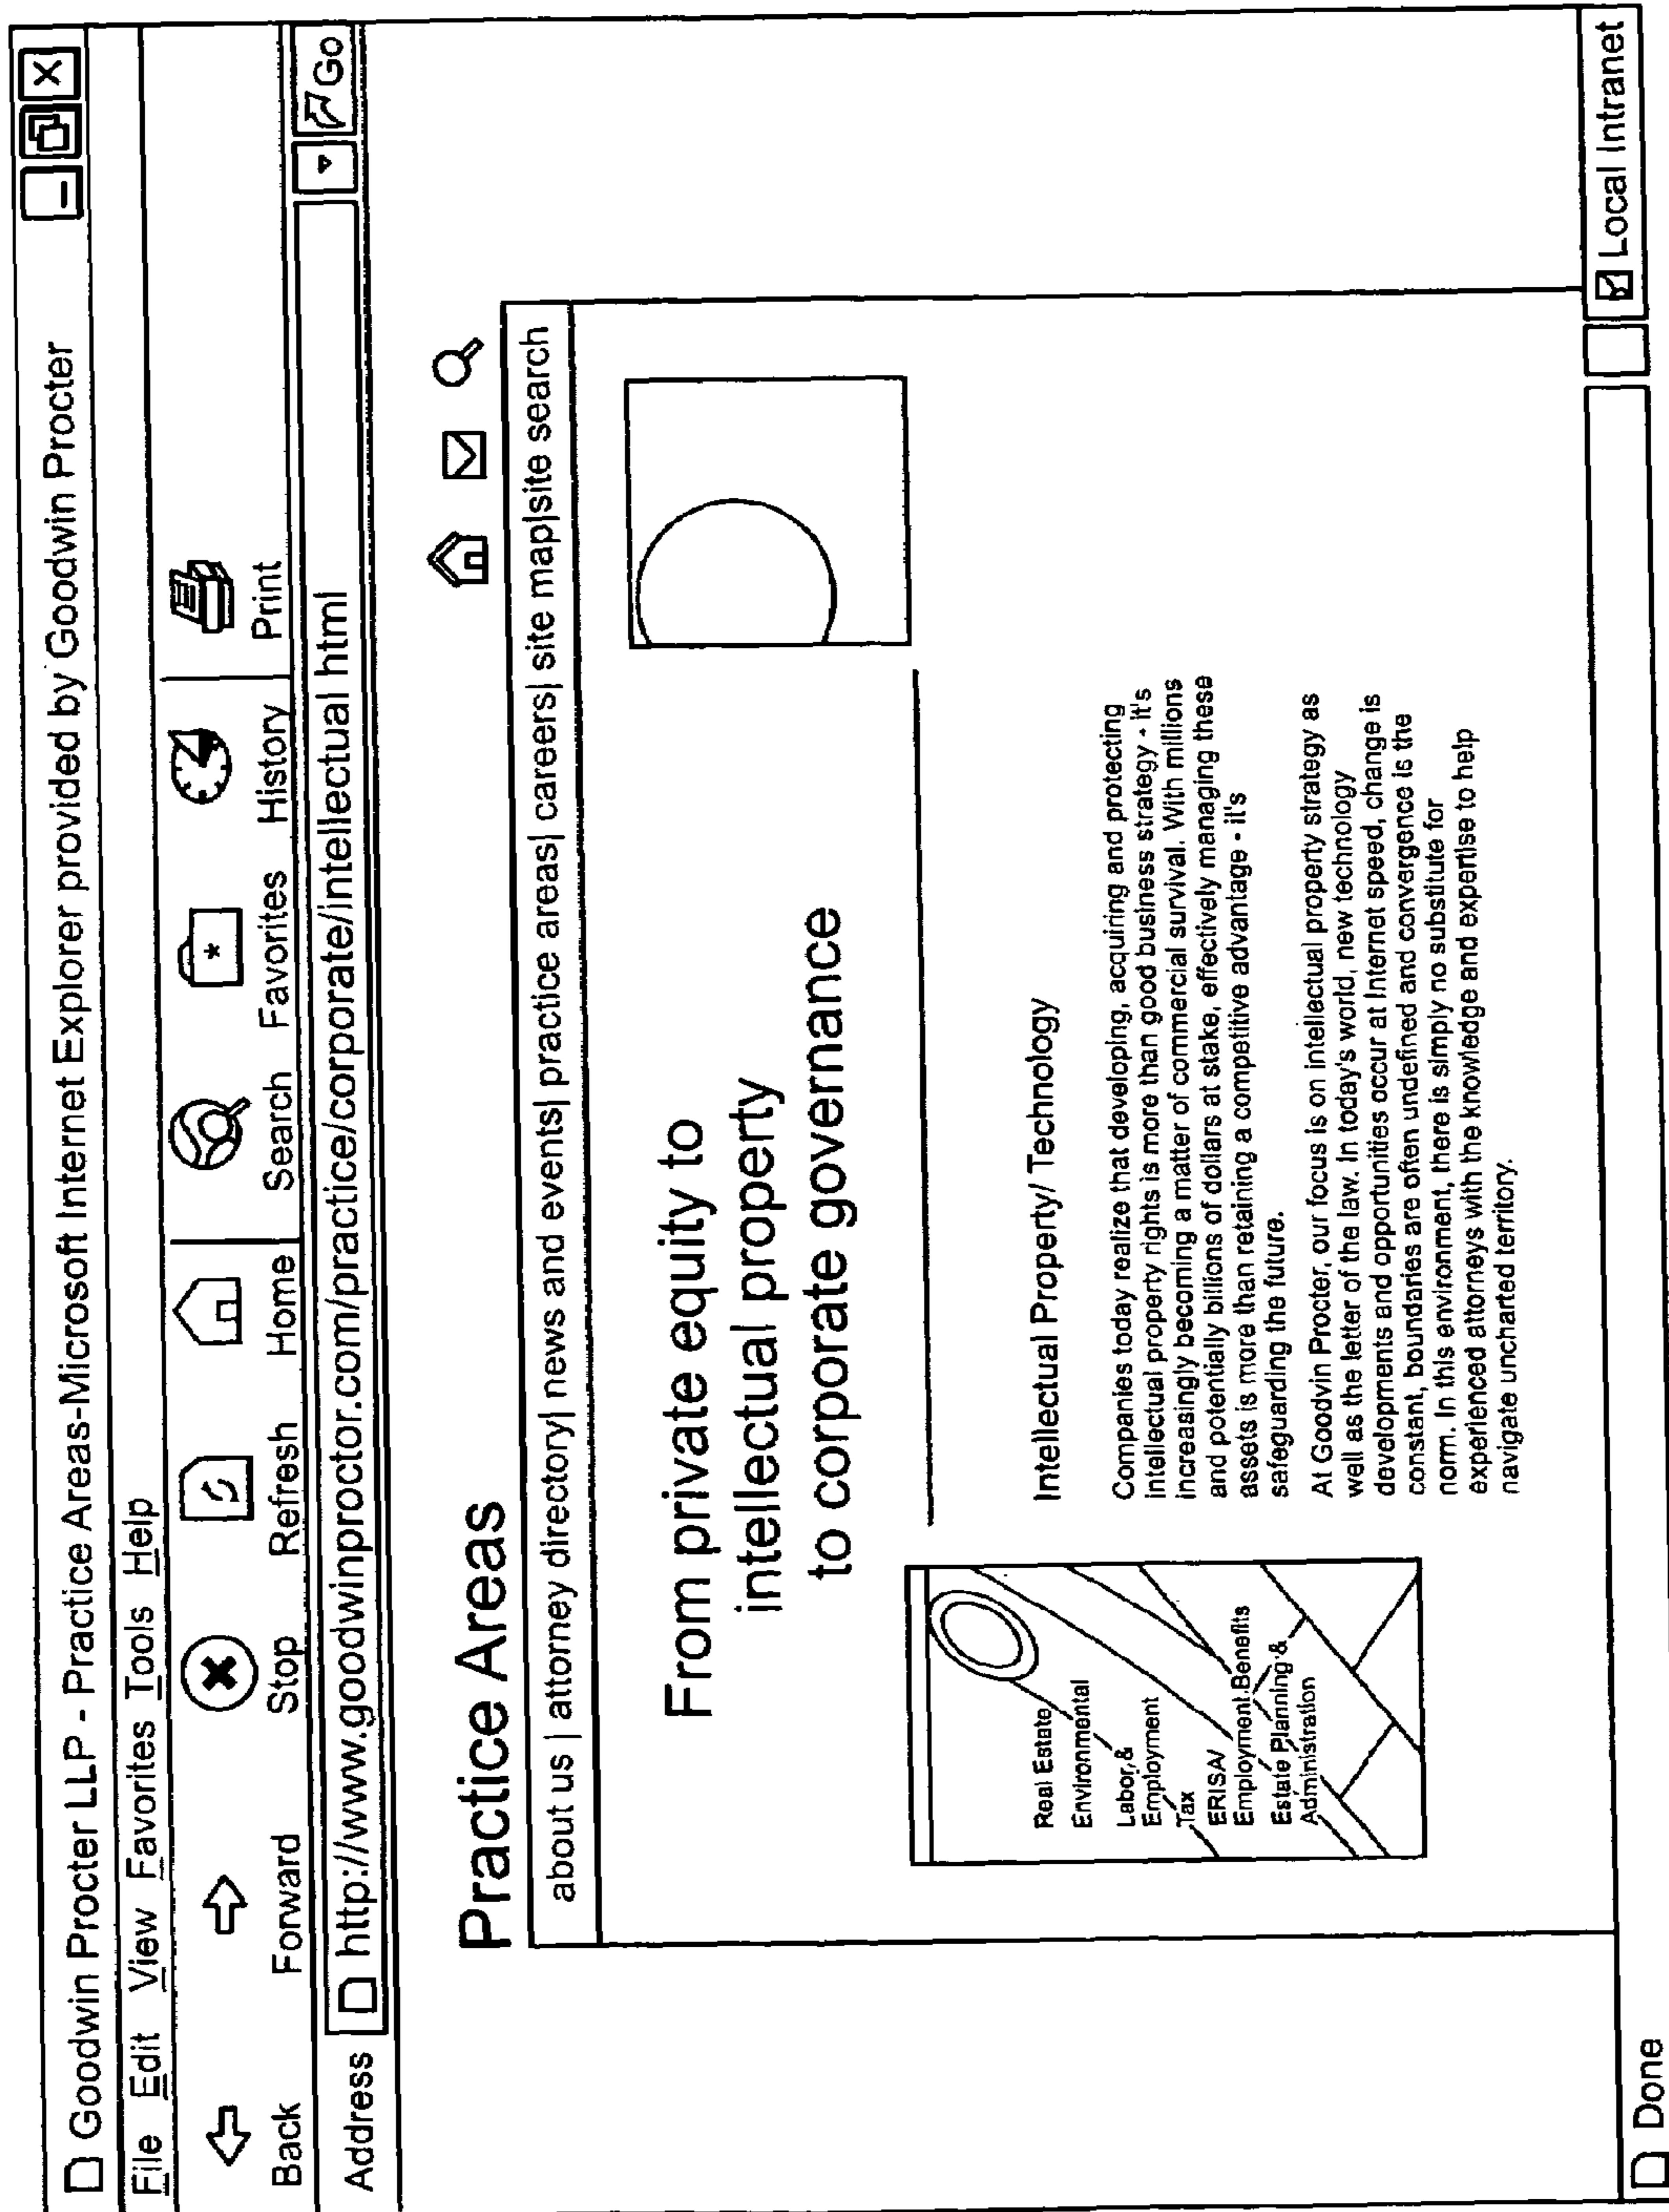 Goodwin Procter LLP - Practice Areas-Microsoft Internet Explorer provided by Goodwin Procter
File Edit View Favorites Tools Help
Back Forward Stop Refresh Home Search Favorites History Print
Address http://www.goodwinproctor.com/practice/corporate/intellectual html Go
Practice Areas
about us | attorney directory| news and events| practice areas| careers| site map|site search
From private equity to
intellectual property
to corporate governance
Real Estate
Environmental
Labor &
Employment
Tax
ERISA/
Employment Benefits
Estate Planning &
Administration
Intellectual Property/ Technology
Companies today realize that developing, acquiring and protecting
intellectual property rights is more than good business strategy - it's
increasingly becoming a matter of commercial survival. With millions
and potentially billions of dollars at stake, effectively managing these
assets is more than retaining a competitive advantage - it's
safeguarding the future.
At Goodvin Procter, our focus is on intellectual property strategy as
well as the letter of the law. In today's world, new technology
developments and opportunities occur at Internet speed, change is
constant, boundaries are often undefined and convergence is the
norm. In this environment, there is simply no substitute for
experienced attorneys with the knowledge and expertise to help
navigate uncharted territory.
Done Local Intranet